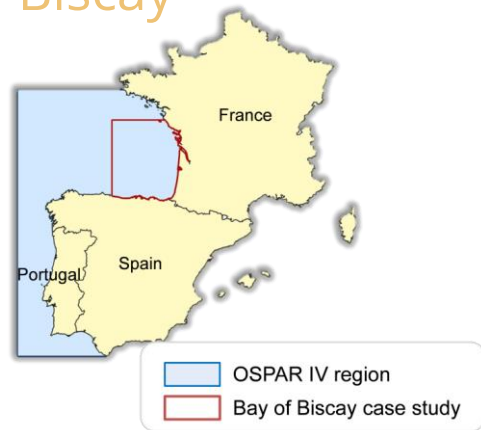 Biscay
France
Portugal
Spain
OSPAR IV region
Bay of Biscay case study